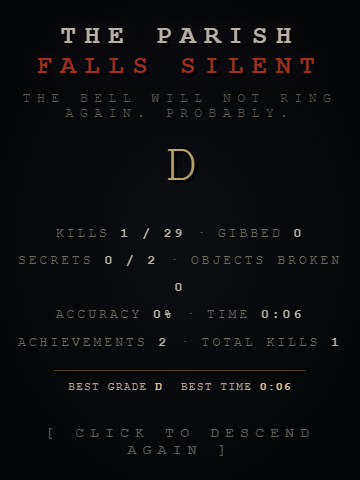 THE PARISH
FALLS SILENT
THE BELL WILL NOT RING
AGAIN. PROBABLY.
D
KILLS 1 / 29 · GIBBED 0
SECRETS 0 / 2 · OBJECTS BROKEN
0
ACCURACY 0% · TIME 0:06
ACHIEVEMENTS 2 · TOTAL KILLS 1
BEST GRADE D BEST TIME 0:06
[ CLICK TO DESCEND
AGAIN ]